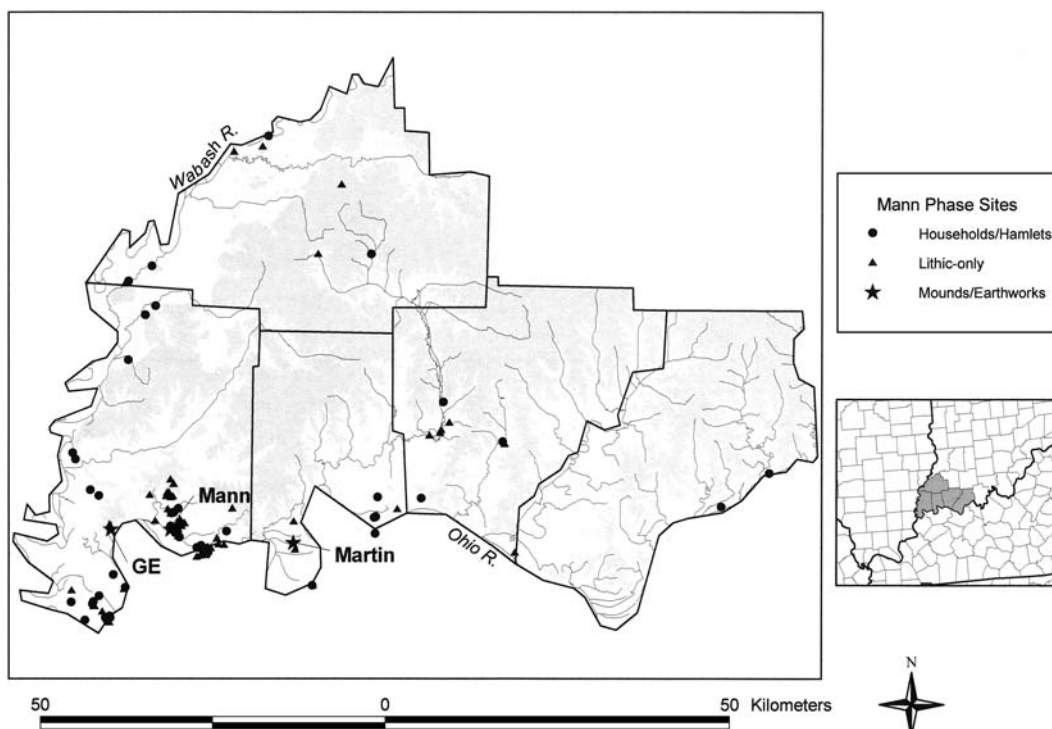 Wabash R.
Mann
GE
Martin
Ohio R.
Mann Phase Sites
Households/Hamlets
Lithic-only
Mounds/Earthworks
50 0 50 Kilometers
N